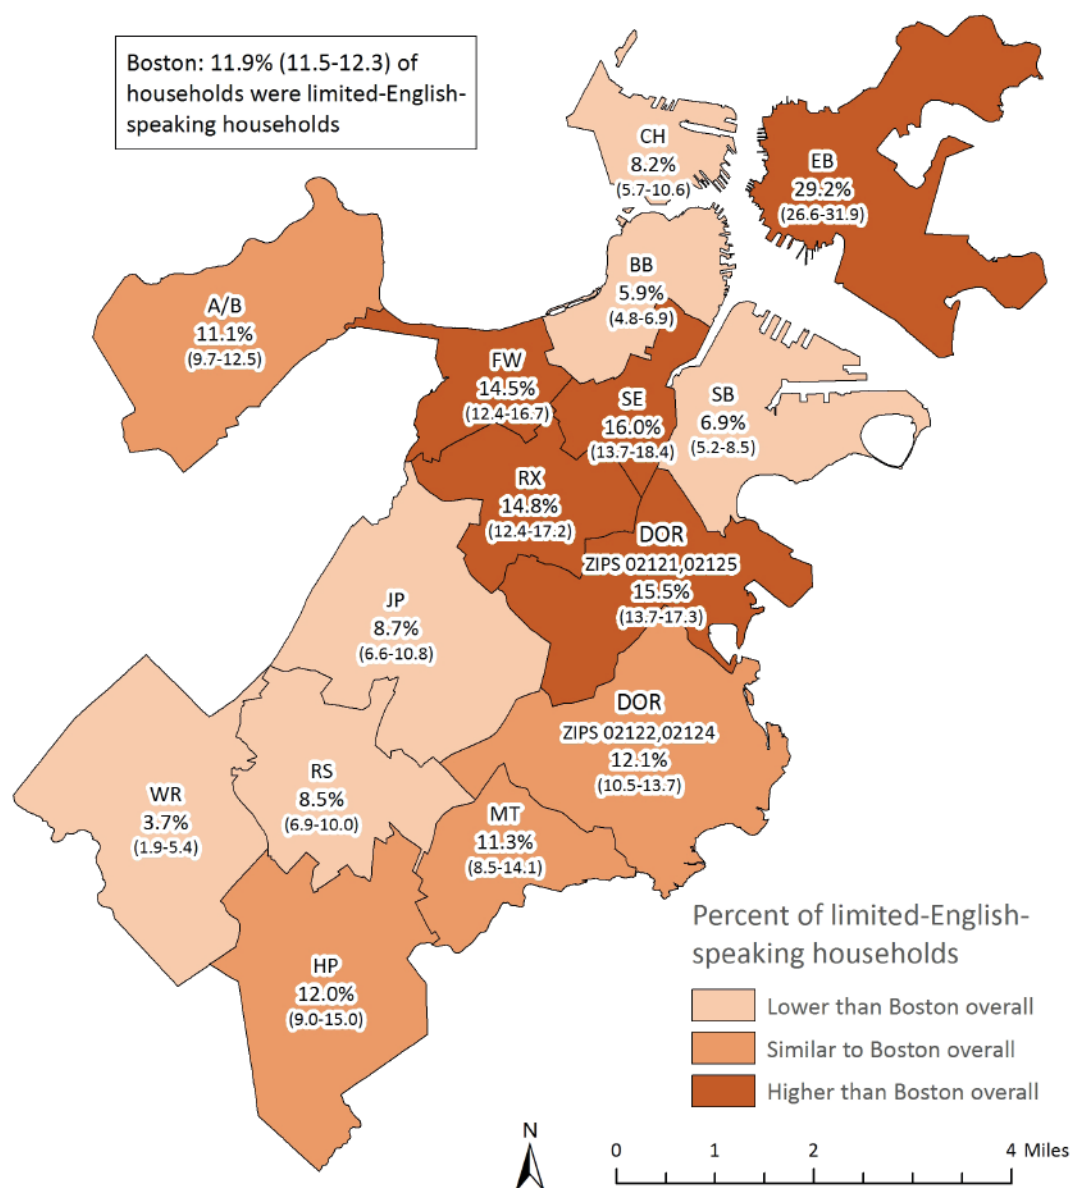 Boston: 11.9% (11.5-12.3) of
households were limited-English-
speaking households
CH
8.2%
(5.7-10.6)
EB
29.2%
(26.6-31.9)
BB
5.9%
(4.8-6.9)
A/B
11.1%
(9.7-12.5)
FW
14.5%
(12.4-16.7)
SE
16.0%
(13.7-18.4)
SB
6.9%
(5.2-8.5)
RX
14.8%
(12.4-17.2)
DOR
ZIPS 02121,02125
15.5%
(13.7-17.3)
JP
8.7%
(6.6-10.8)
DOR
ZIPS 02122,02124
12.1%
(10.5-13.7)
RS
8.5%
(6.9-10.0)
WR
3.7%
(1.9-5.4)
MT
11.3%
(8.5-14.1)
HP
12.0%
(9.0-15.0)
Percent of limited-English-
speaking households
Lower than Boston overall
Similar to Boston overall
Higher than Boston overall
N
0 1 2 4 Miles